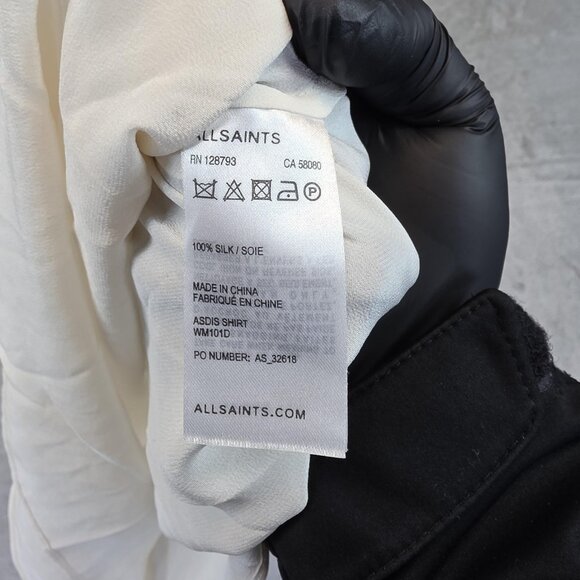 ALLSAINTS
RN 128793 CA 58080
P
100% SILK / SOIE
MADE IN CHINA
FABRIQUÉ EN CHINE
ASDIS SHIRT
WM101D
PO NUMBER: AS_32618
ALLSAINTS.COM